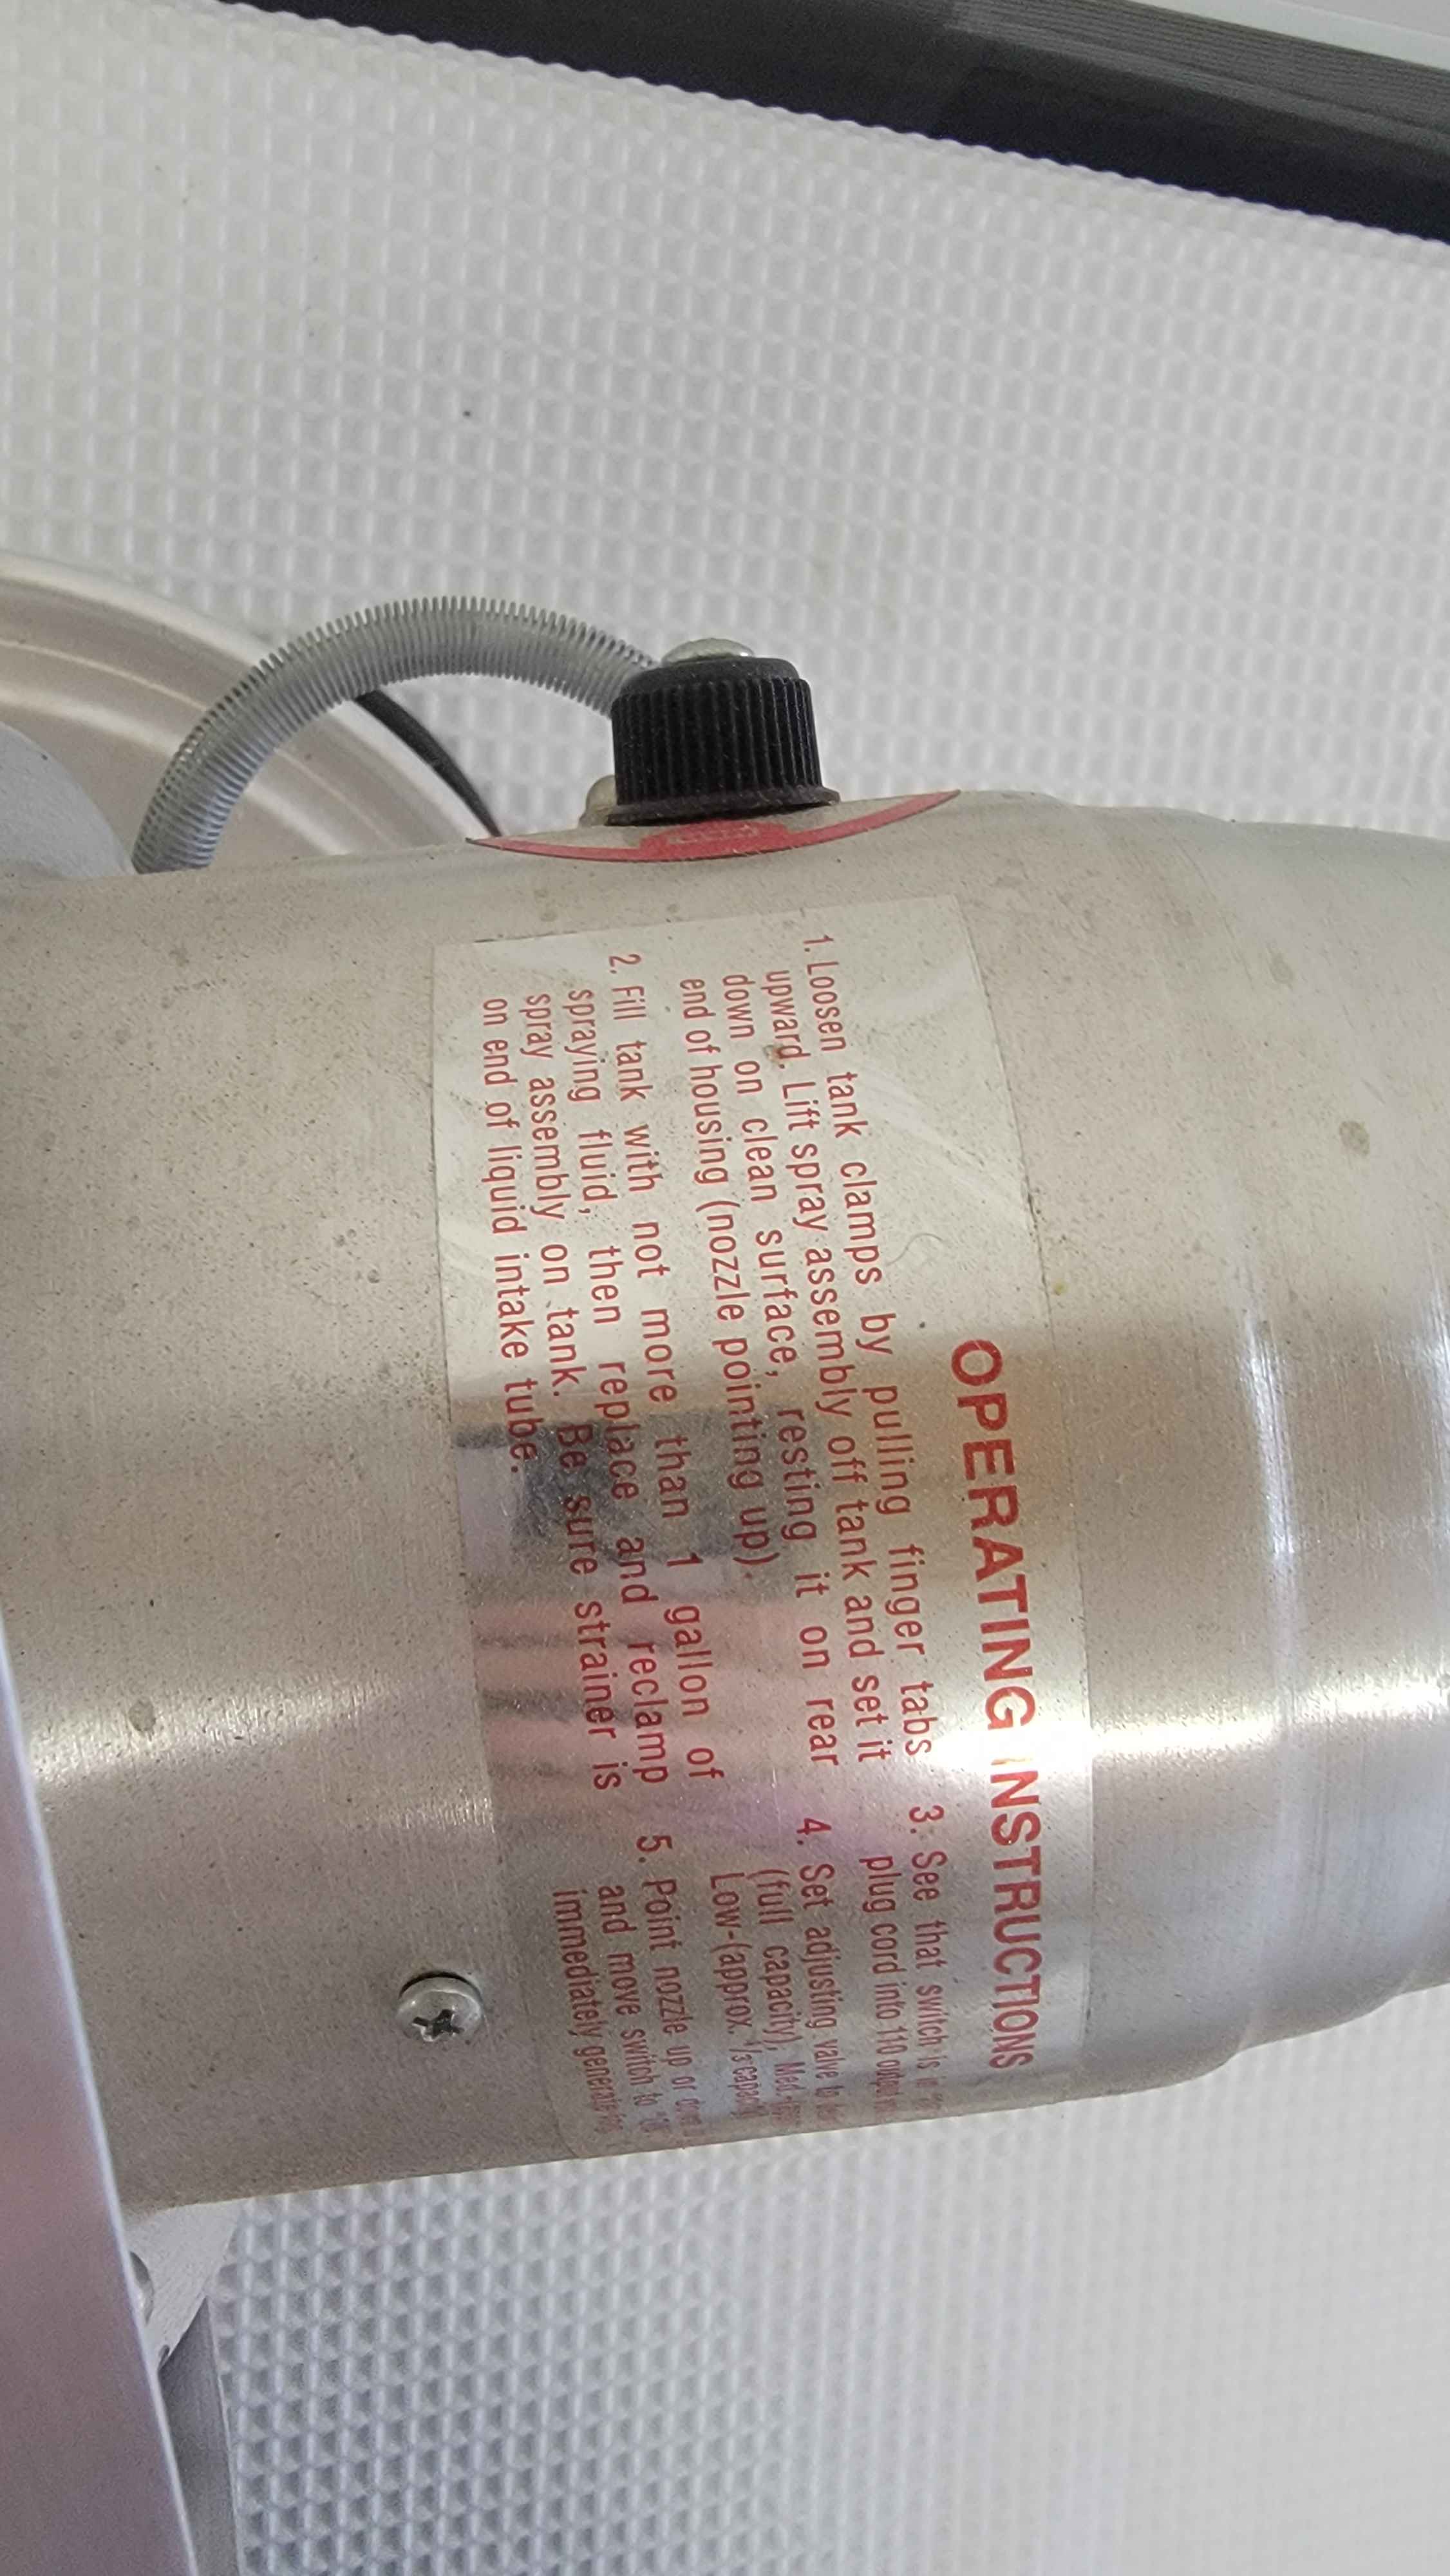 OPERATING INSTRUCTIONS
1. Loosen tank clamps by pulling finger tabs
upward. Lift spray assembly off tank and set it
down on clean surface, resting it on rear
end of housing (nozzle pointing up).
2. Fill tank with not more than 1 gallon of
spraying fluid, then replace and reclamp
spray assembly on tank. Be sure strainer is
on end of liquid intake tube.
3. See that switch is
plug cord into 110
4. Set adjusting valve
(full capacity), Med.
Low-(approx. 1/3 capacity
5. Point nozzle up or
and move switch to
immediately